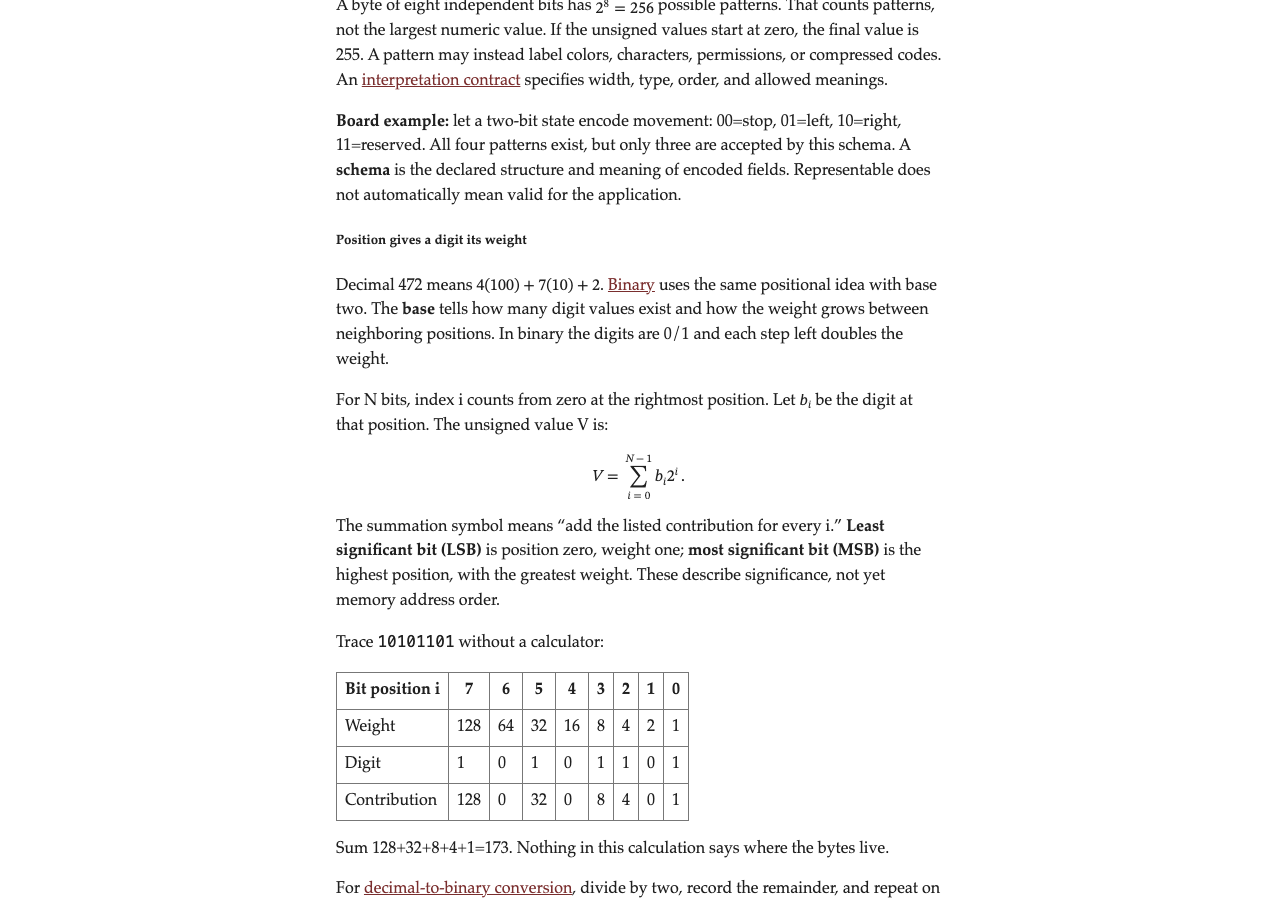 A byte of eight independent bits has 2⁸ = 256 possible patterns. That counts patterns,
not the largest numeric value. If the unsigned values start at zero, the final value is
255. A pattern may instead label colors, characters, permissions, or compressed codes.
An interpretation contract specifies width, type, order, and allowed meanings.
Board example: let a two-bit state encode movement: 00=stop, 01=left, 10=right,
11=reserved. All four patterns exist, but only three are accepted by this schema. A
schema is the declared structure and meaning of encoded fields. Representable does
not automatically mean valid for the application.
Position gives a digit its weight
Decimal 472 means 4(100) + 7(10) + 2. Binary uses the same positional idea with base
two. The base tells how many digit values exist and how the weight grows between
neighboring positions. In binary the digits are 0/1 and each step left doubles the
weight.
For N bits, index i counts from zero at the rightmost position. Let bᵢ be the digit at
that position. The unsigned value V is:
V = ∑_{i = 0}^{N − 1} bᵢ2ⁱ.
The summation symbol means “add the listed contribution for every i.” Least
significant bit (LSB) is position zero, weight one; most significant bit (MSB) is the
highest position, with the greatest weight. These describe significance, not yet
memory address order.
Trace 10101101 without a calculator:
Bit position i 7 6 5 4 3 2 1 0
Weight 128 64 32 16 8 4 2 1
Digit 1 0 1 0 1 1 0 1
Contribution 128 0 32 0 8 4 0 1
Sum 128+32+8+4+1=173. Nothing in this calculation says where the bytes live.
For decimal-to-binary conversion, divide by two, record the remainder, and repeat on